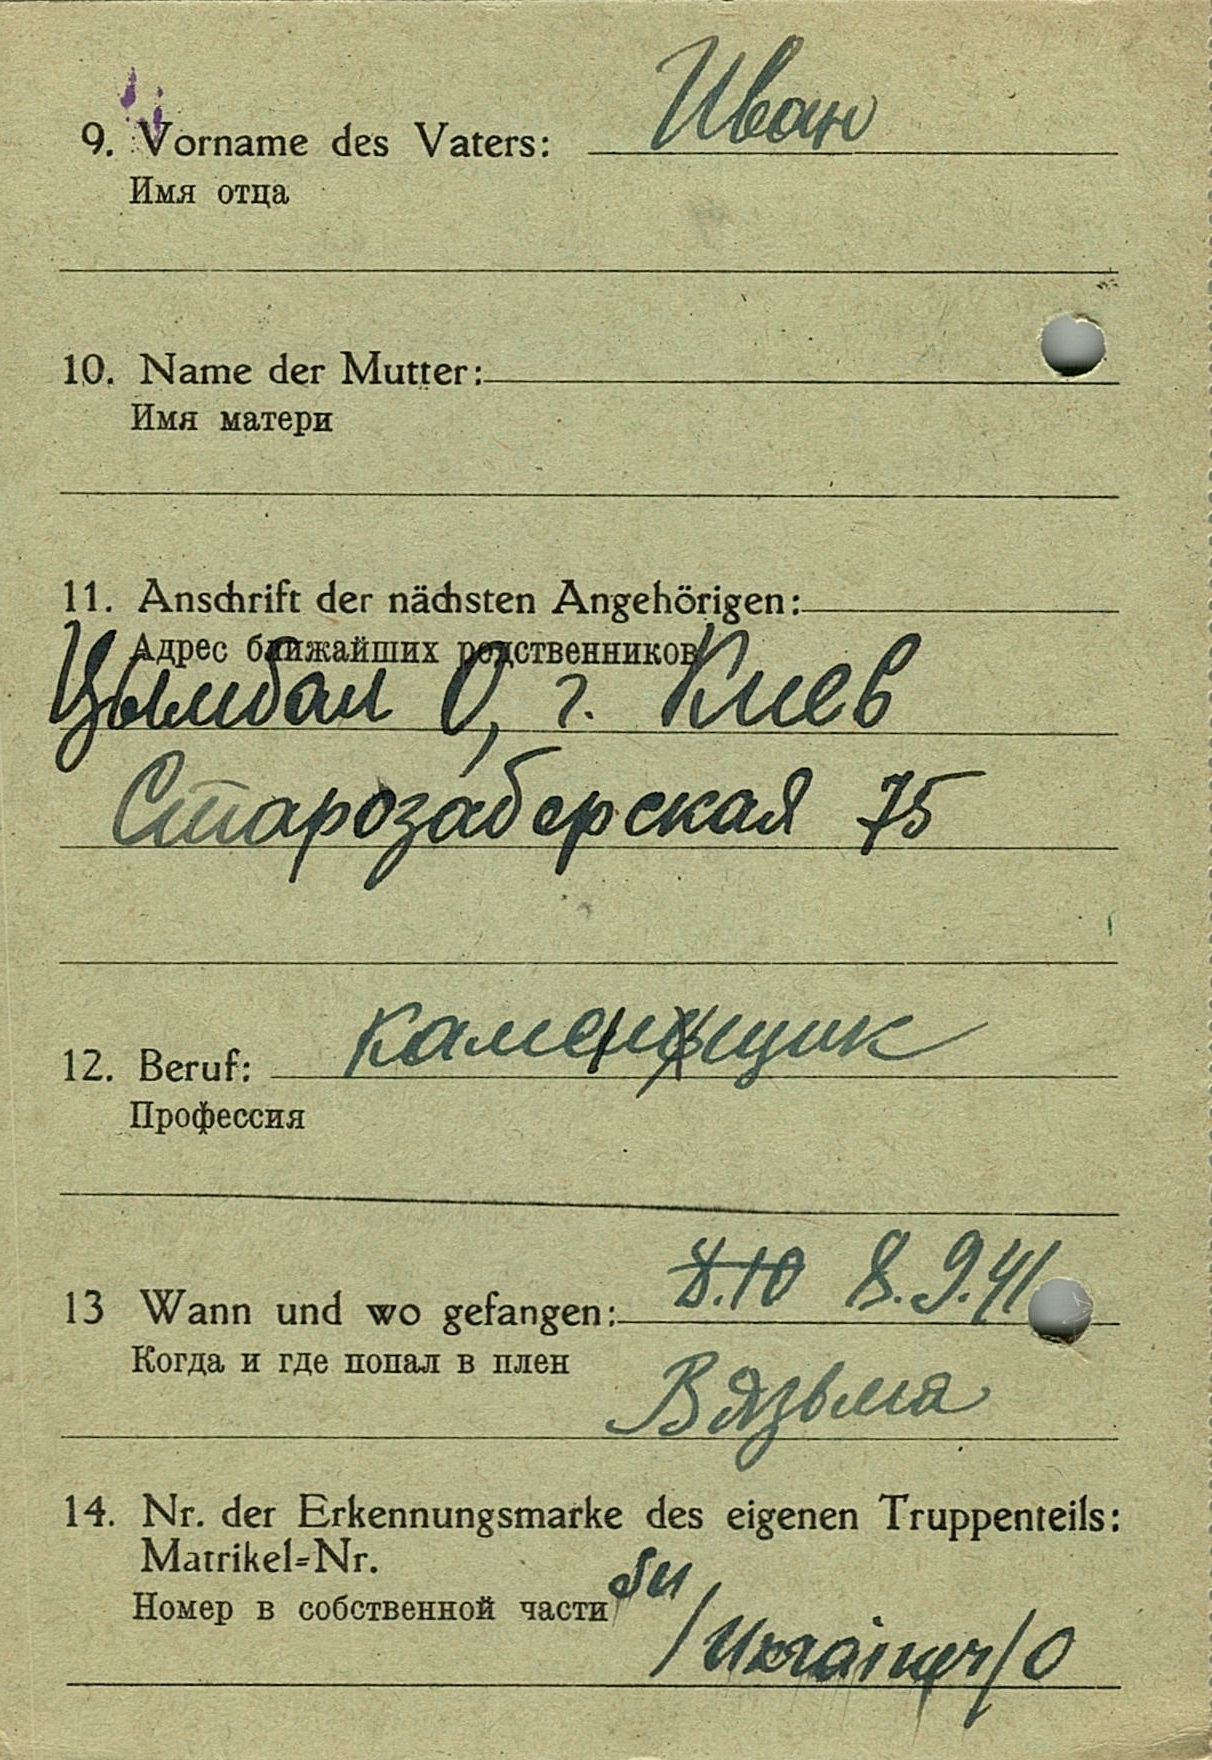 9. Vorname des Vaters: Иван
Имя отца
10. Name der Mutter:
Имя матери
11. Anschrift der nächsten Angehörigen:
Адрес ближайших родственников
Цымбал О, г. Киев
Старозаберская 75
12. Beruf: каменщик
Профессия
13 Wann und wo gefangen: 8.10 8.9.41
Когда и где попал в плен
Вязьма
14. Nr. der Erkennungsmarke des eigenen Truppenteils:
Matrikel-Nr.
Номер в собственной части
/Ukrainer/O